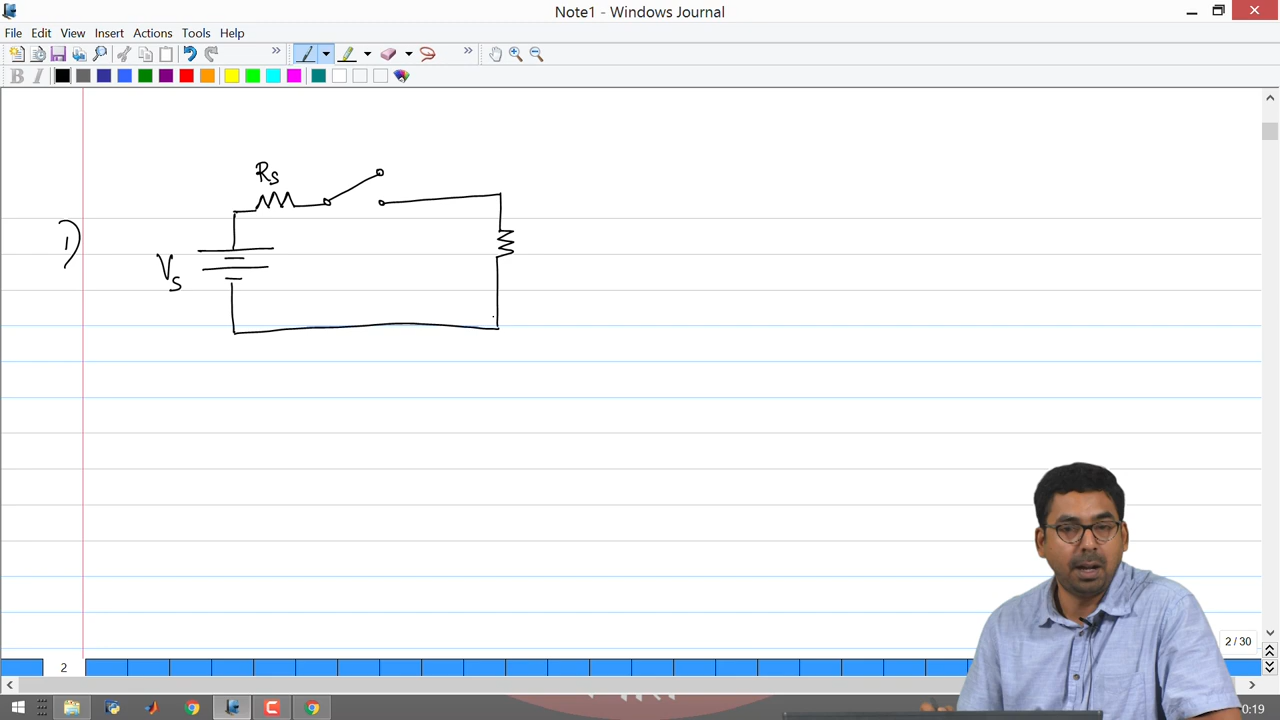 Note1 - Windows Journal
File Edit View Insert Actions Tools Help
B I
Rs
1)
Vs
2 / 30
2
0:19